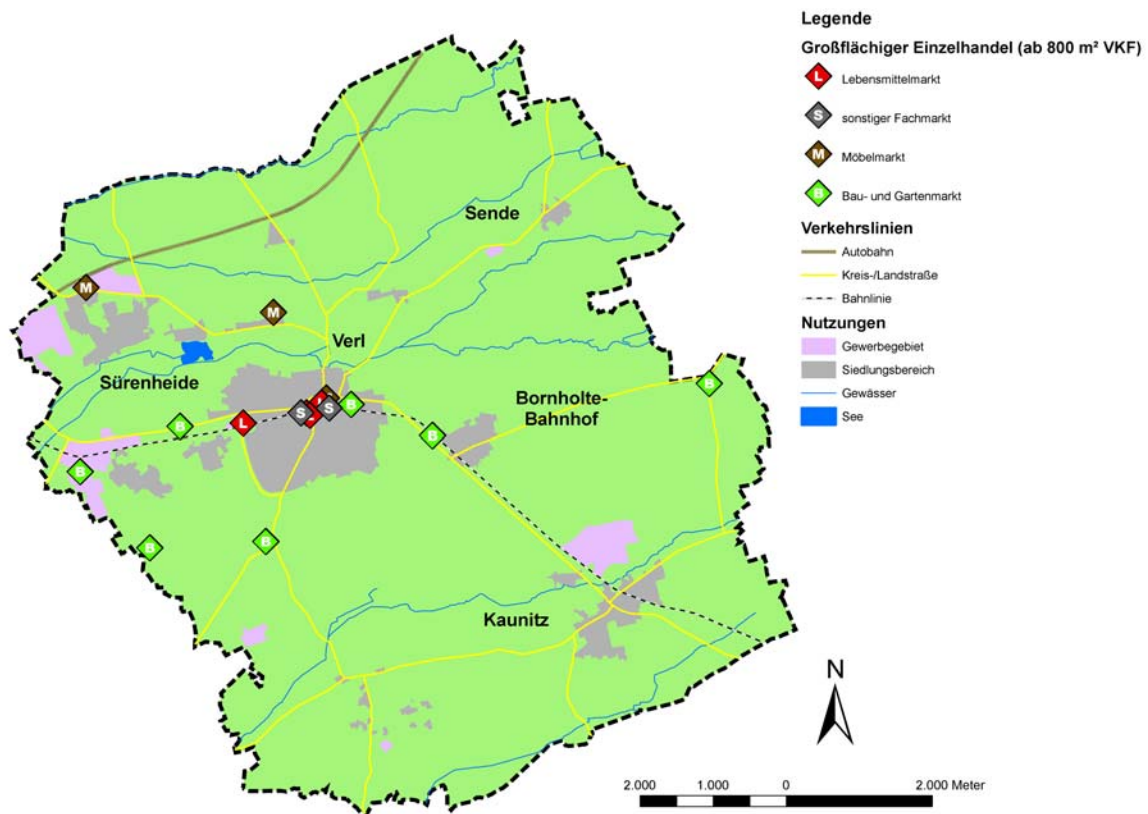 Legende
Großflächiger Einzelhandel (ab 800 m² VKF)
L Lebensmittelmarkt
S sonstiger Fachmarkt
M Möbelmarkt
B Bau- und Gartenmarkt
Verkehrslinien
Autobahn
Kreis-/Landstraße
Bahnlinie
Nutzungen
Gewerbegebiet
Siedlungsbereich
Gewässer
See
Sende
M
M
Verl
Sürenheide
B
Bornholte-
Bahnhof
L
S
L
L
S
B
B
B
B
B
B
Kaunitz
N
2.000 1.000 0 2.000 Meter